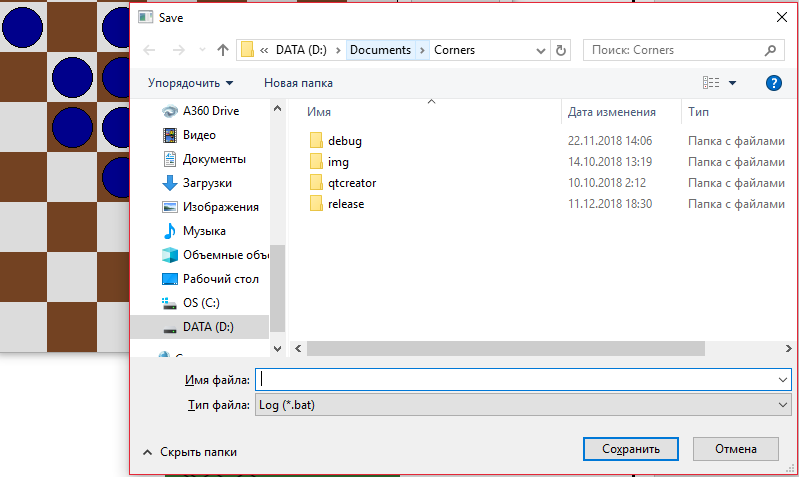 Save
« DATA (D:) > Documents > Corners
Поиск: Corners
Упорядочить
Новая папка
A360 Drive
Видео
Документы
Загрузки
Изображения
Музыка
Объемные объ
Рабочий стол
OS (C:)
DATA (D:)
Имя Дата изменения Тип
debug 22.11.2018 14:06 Папка с файлами
img 14.10.2018 13:19 Папка с файлами
qtcreator 10.10.2018 2:12 Папка с файлами
release 11.12.2018 18:30 Папка с файлами
Имя файла:
Тип файла: Log (*.bat)
Скрыть папки
Сохранить
Отмена